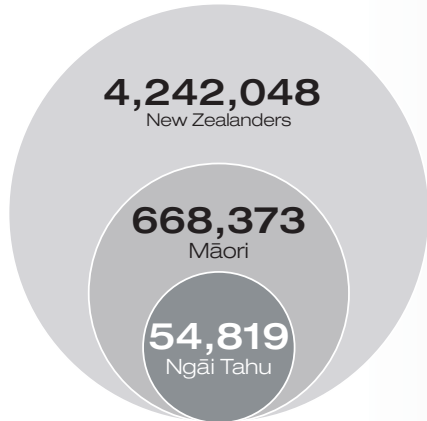 4,242,048
New Zealanders
668,373
Māori
54,819
Ngāi Tahu